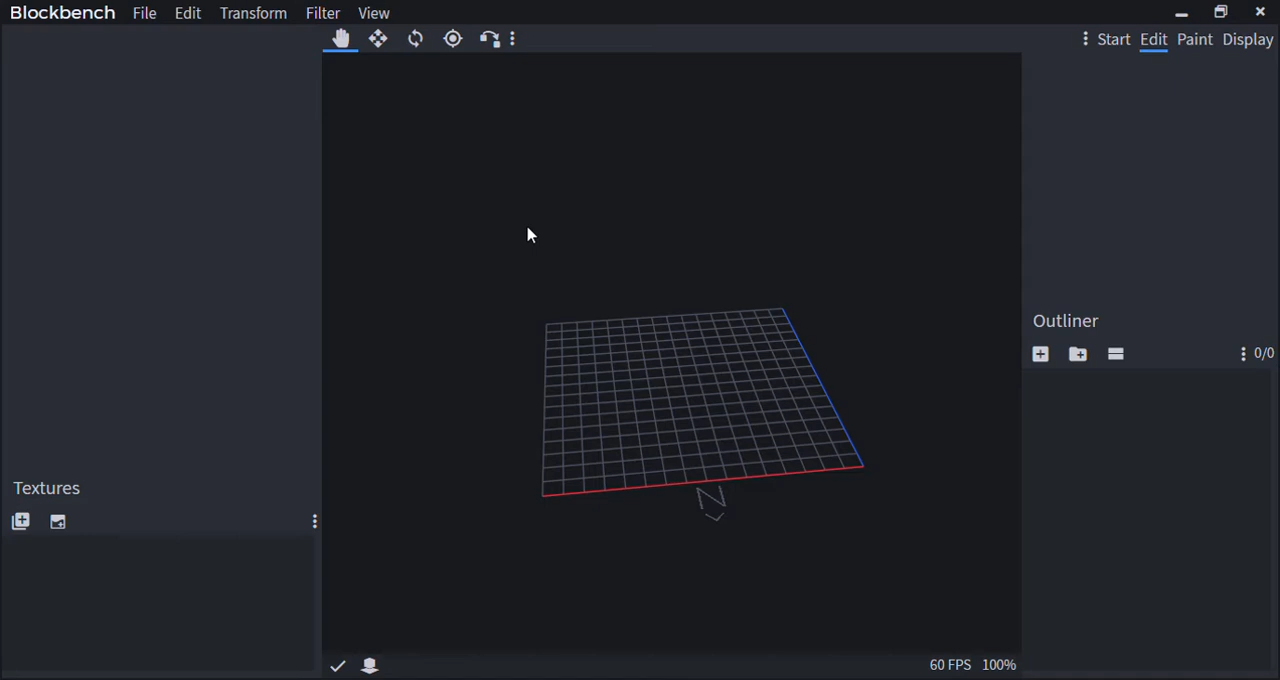 Blockbench File Edit Transform Filter View
Start Edit Paint Display
Outliner
0/0
Textures
N
60 FPS 100%